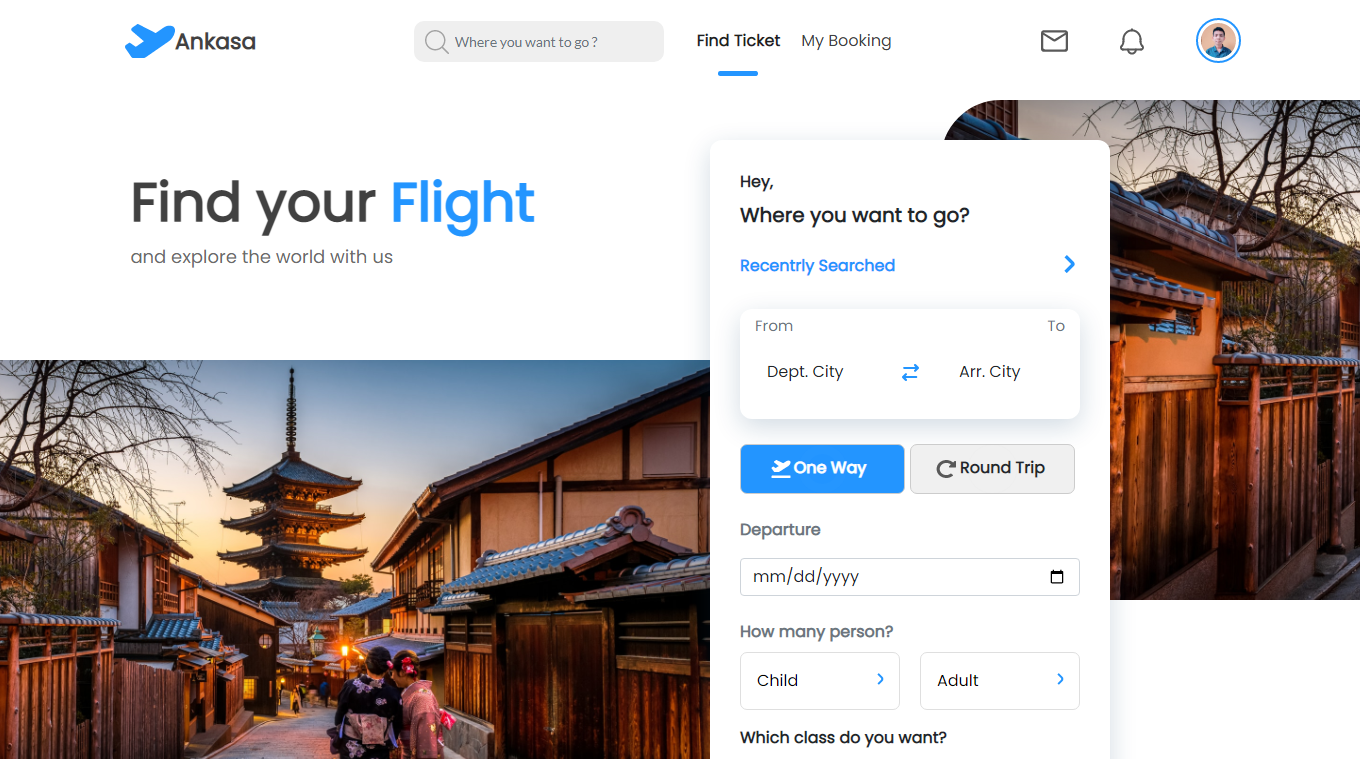 Ankasa
Where you want to go ?
Find Ticket
My Booking
Find your Flight
and explore the world with us
Hey,
Where you want to go?
Recentrly Searched
From
To
Dept. City
Arr. City
One Way
Round Trip
Departure
mm/dd/yyyy
How many person?
Child
Adult
Which class do you want?